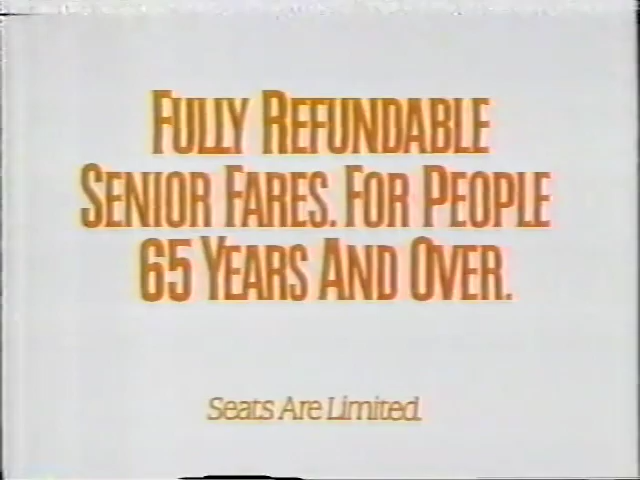 FULLY REFUNDABLE
SENIOR FARES. FOR PEOPLE
65 YEARS AND OVER.
Seats Are Limited.